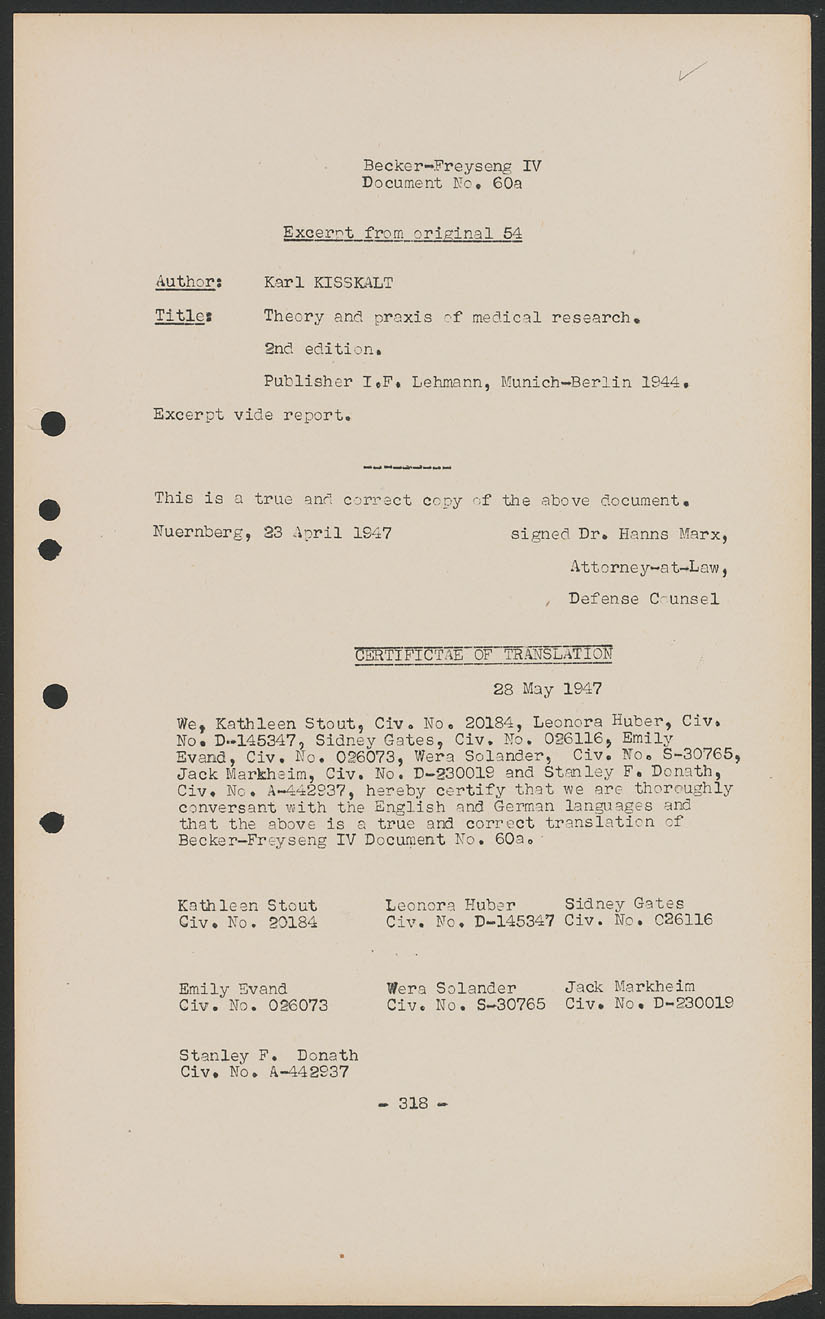 Becker-Freyseng IV
Document No. 60a
Excerpt from original 54
Author: Karl KISSKALT
Title: Theory and praxis of medical research.
2nd edition.
Publisher I.F. Lehmann, Munich-Berlin 1944.
Excerpt vide report.
This is a true and correct copy of the above document.
Nuernberg, 23 April 1947 signed Dr. Hanns Marx,
Attorney-at-Law,
Defense Counsel
CERTIFICTAE OF TRANSLATION
28 May 1947
We, Kathleen Stout, Civ. No. 20184, Leonora Huber, Civ.
No. D-145347, Sidney Gates, Civ. No. 026116, Emily
Evand, Civ. No. 026073, Wera Solander, Civ. No. S-30765,
Jack Markheim, Civ. No. D-230019 and Stanley F. Donath,
Civ. No. A-442937, hereby certify that we are thoroughly
conversant with the English and German languages and
that the above is a true and correct translation of
Becker-Freyseng IV Document No. 60a.
Kathleen Stout Leonora Huber Sidney Gates
Civ. No. 20184 Civ. No. D-145347 Civ. No. 026116
Emily Evand Wera Solander Jack Markheim
Civ. No. 026073 Civ. No. S-30765 Civ. No. D-230019
Stanley F. Donath
Civ. No. A-442937
- 318 -